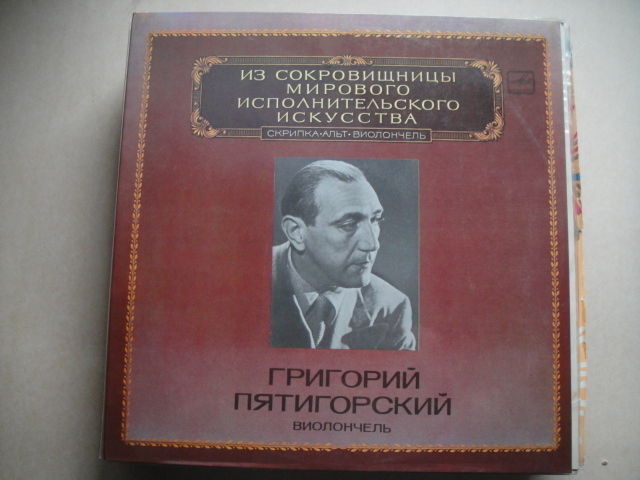 ИЗ СОКРОВИЩНИЦЫ
МИРОВОГО
ИСПОЛНИТЕЛЬСКОГО
ИСКУССТВА
СКРИПКА•АЛЬТ•ВИОЛОНЧЕЛЬ
ГРИГОРИЙ
ПЯТИГОРСКИЙ
ВИОЛОНЧЕЛЬ